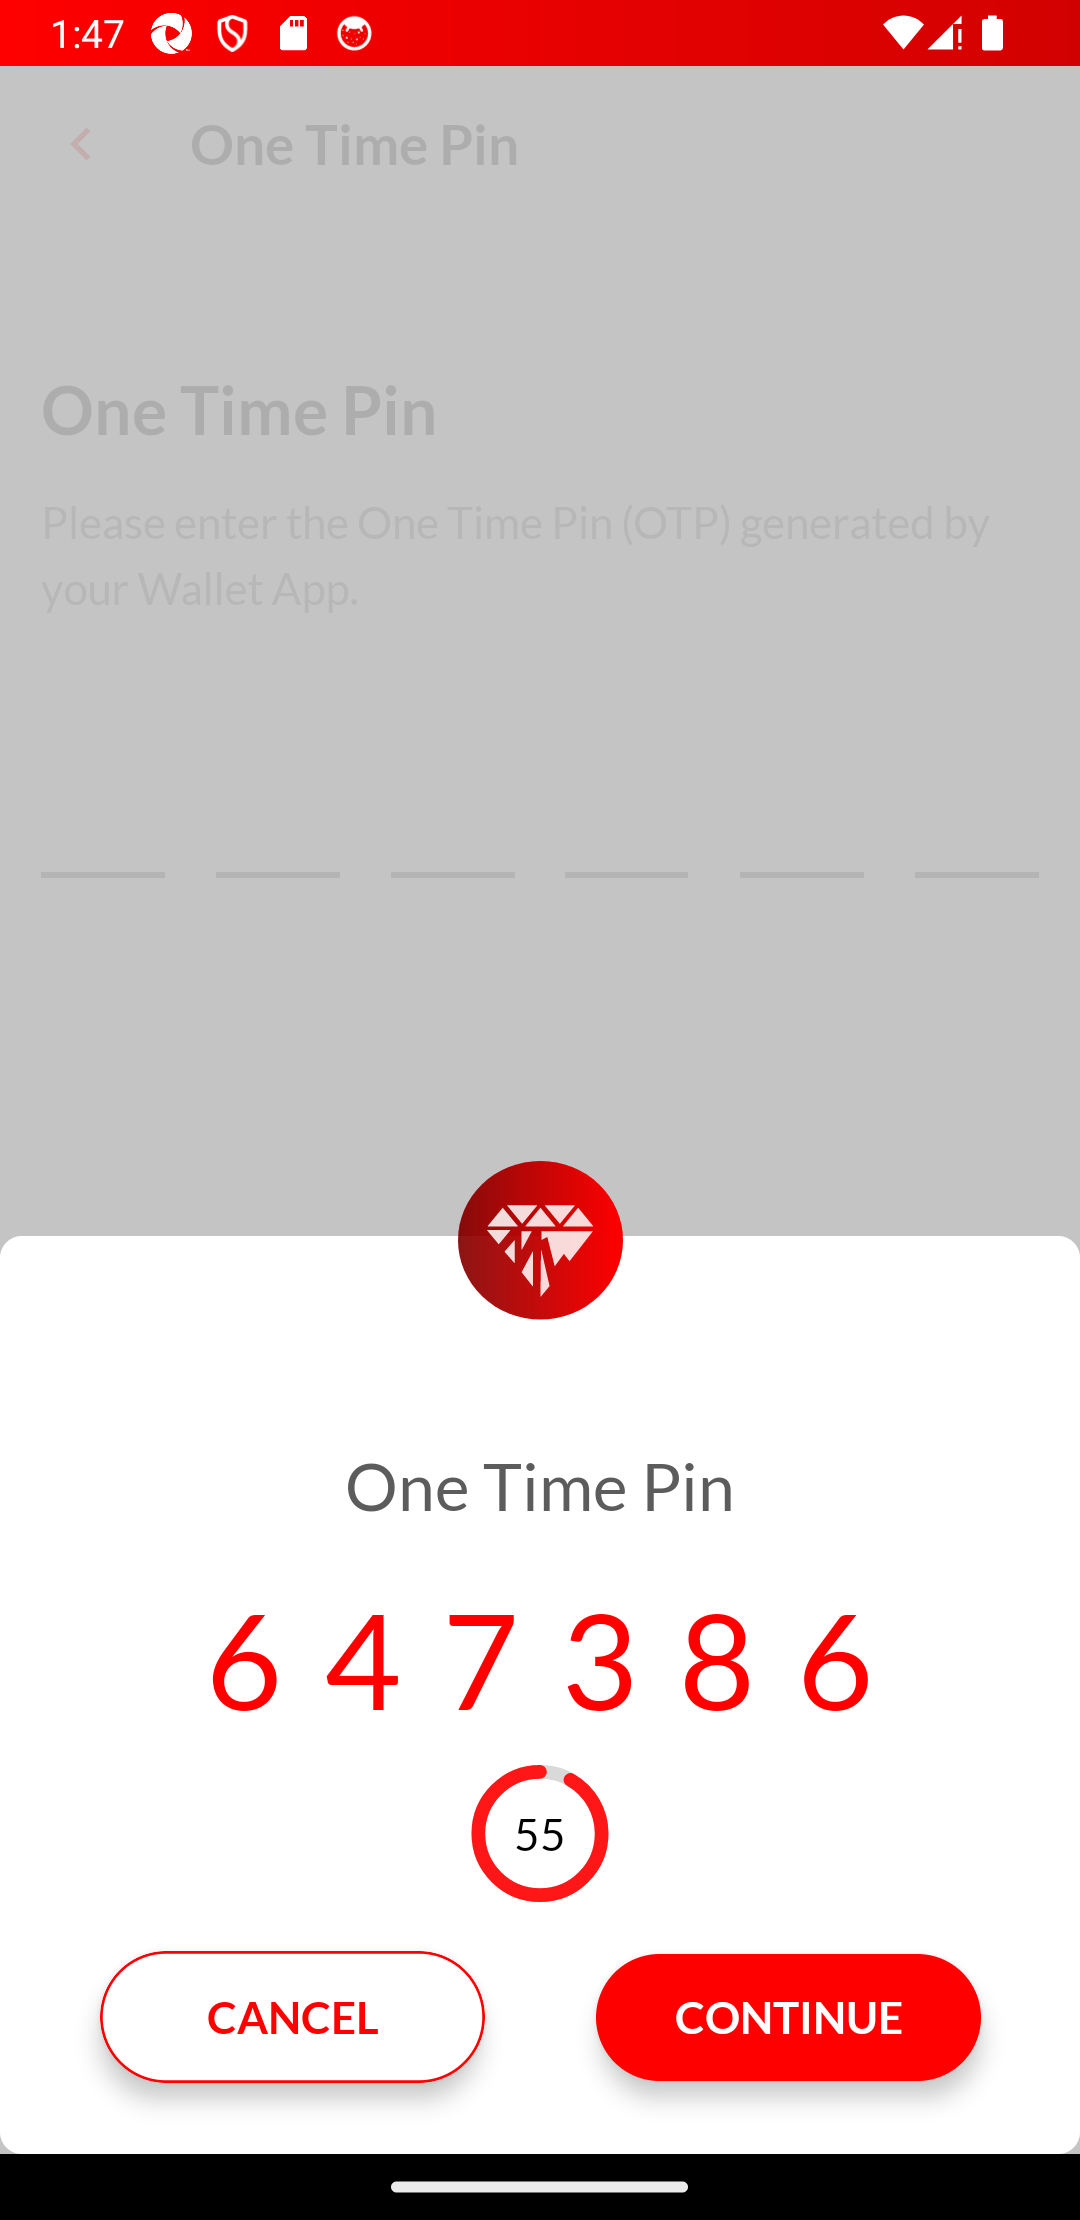 1:47
One Time Pin
One Time Pin
Please enter the One Time Pin (OTP) generated by
your Wallet App.
One Time Pin
6 4 7 3 8 6
55
CANCEL
CONTINUE